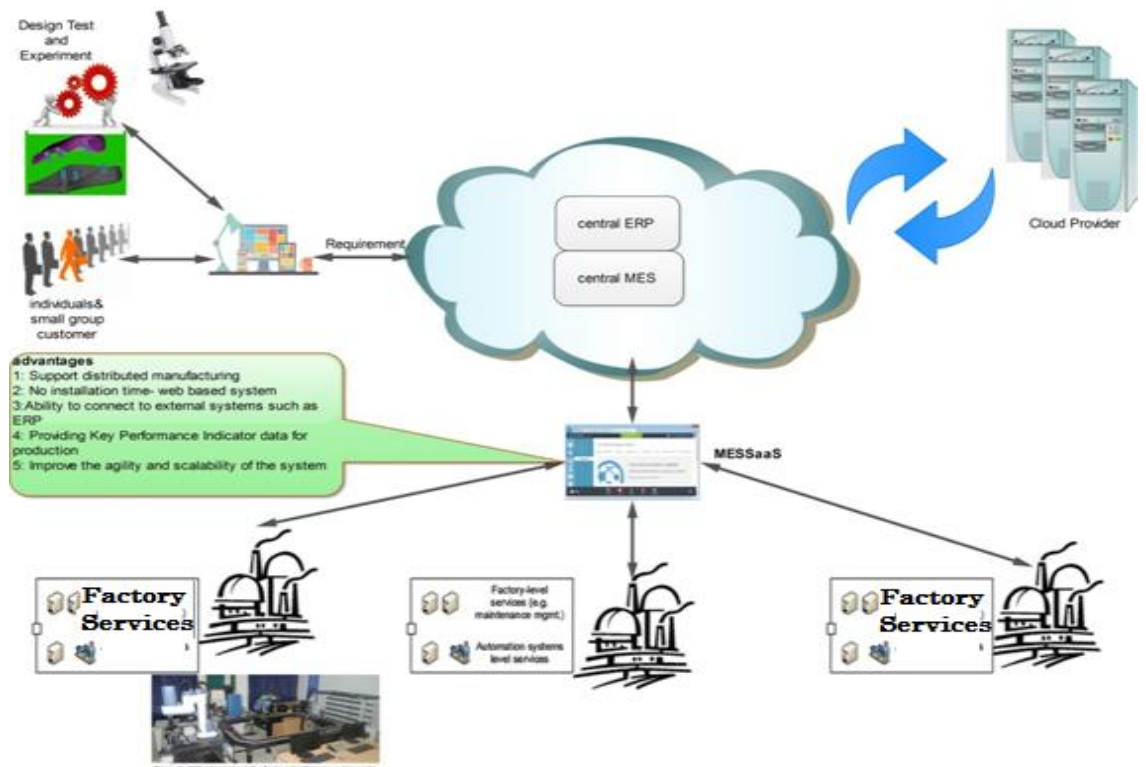 Design Test
and
Experiment
individuals&
small group
customer
Requirement
central ERP
central MES
Cloud Provider
advantages
1: Support distributed manufacturing
2: No installation time- web based system
3:Ability to connect to external systems such as
ERP
4: Providing Key Performance Indicator data for
production
5: Improve the agility and scalability of the system
MESSaaS
Factory
Services
Factory-level
services (e.g.
maintenance mgmt.)
Automation systems
level services
Factory
Services